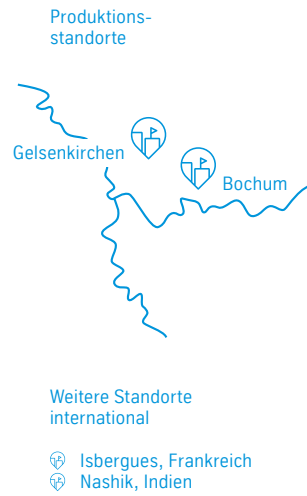 Produktions-
standorte
Gelsenkirchen
Bochum
Weitere Standorte
international
Isbergues, Frankreich
Nashik, Indien